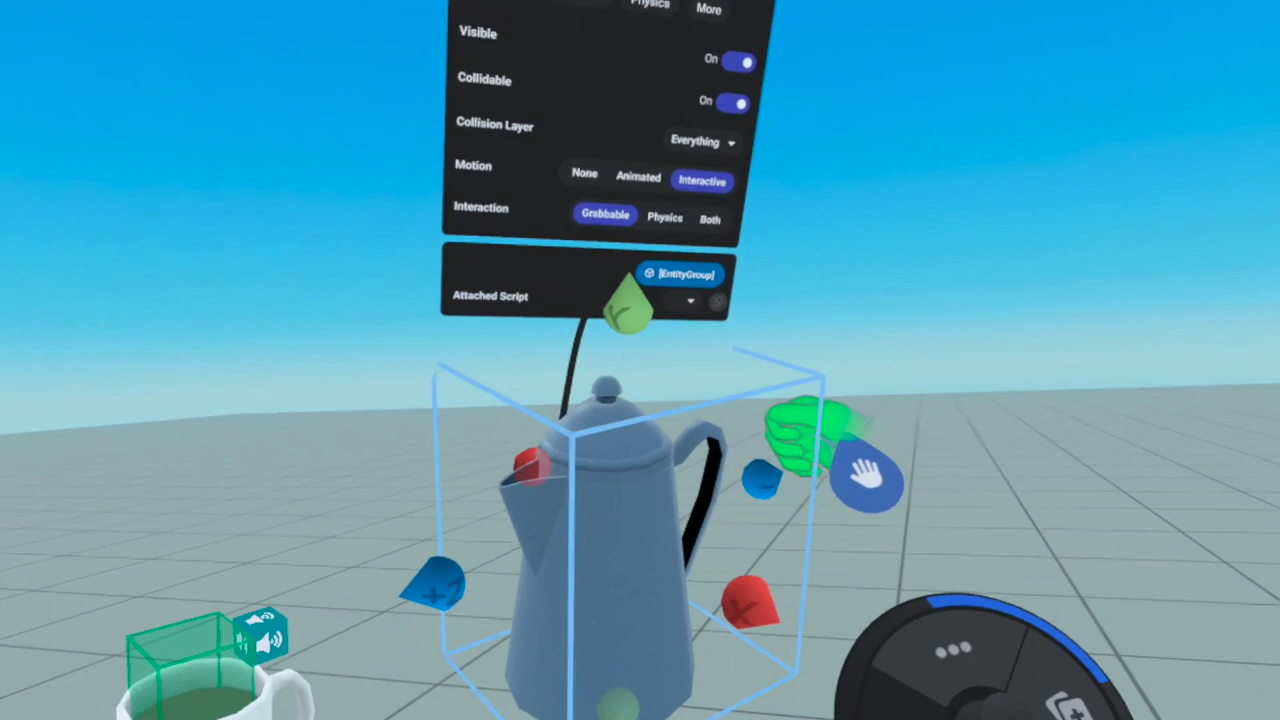 Physics More
Visible On
Collidable On
Collision Layer Everything
Motion None Animated Interactive
Interaction Grabbable Physics Both
[EntityGroup]
Attached Script